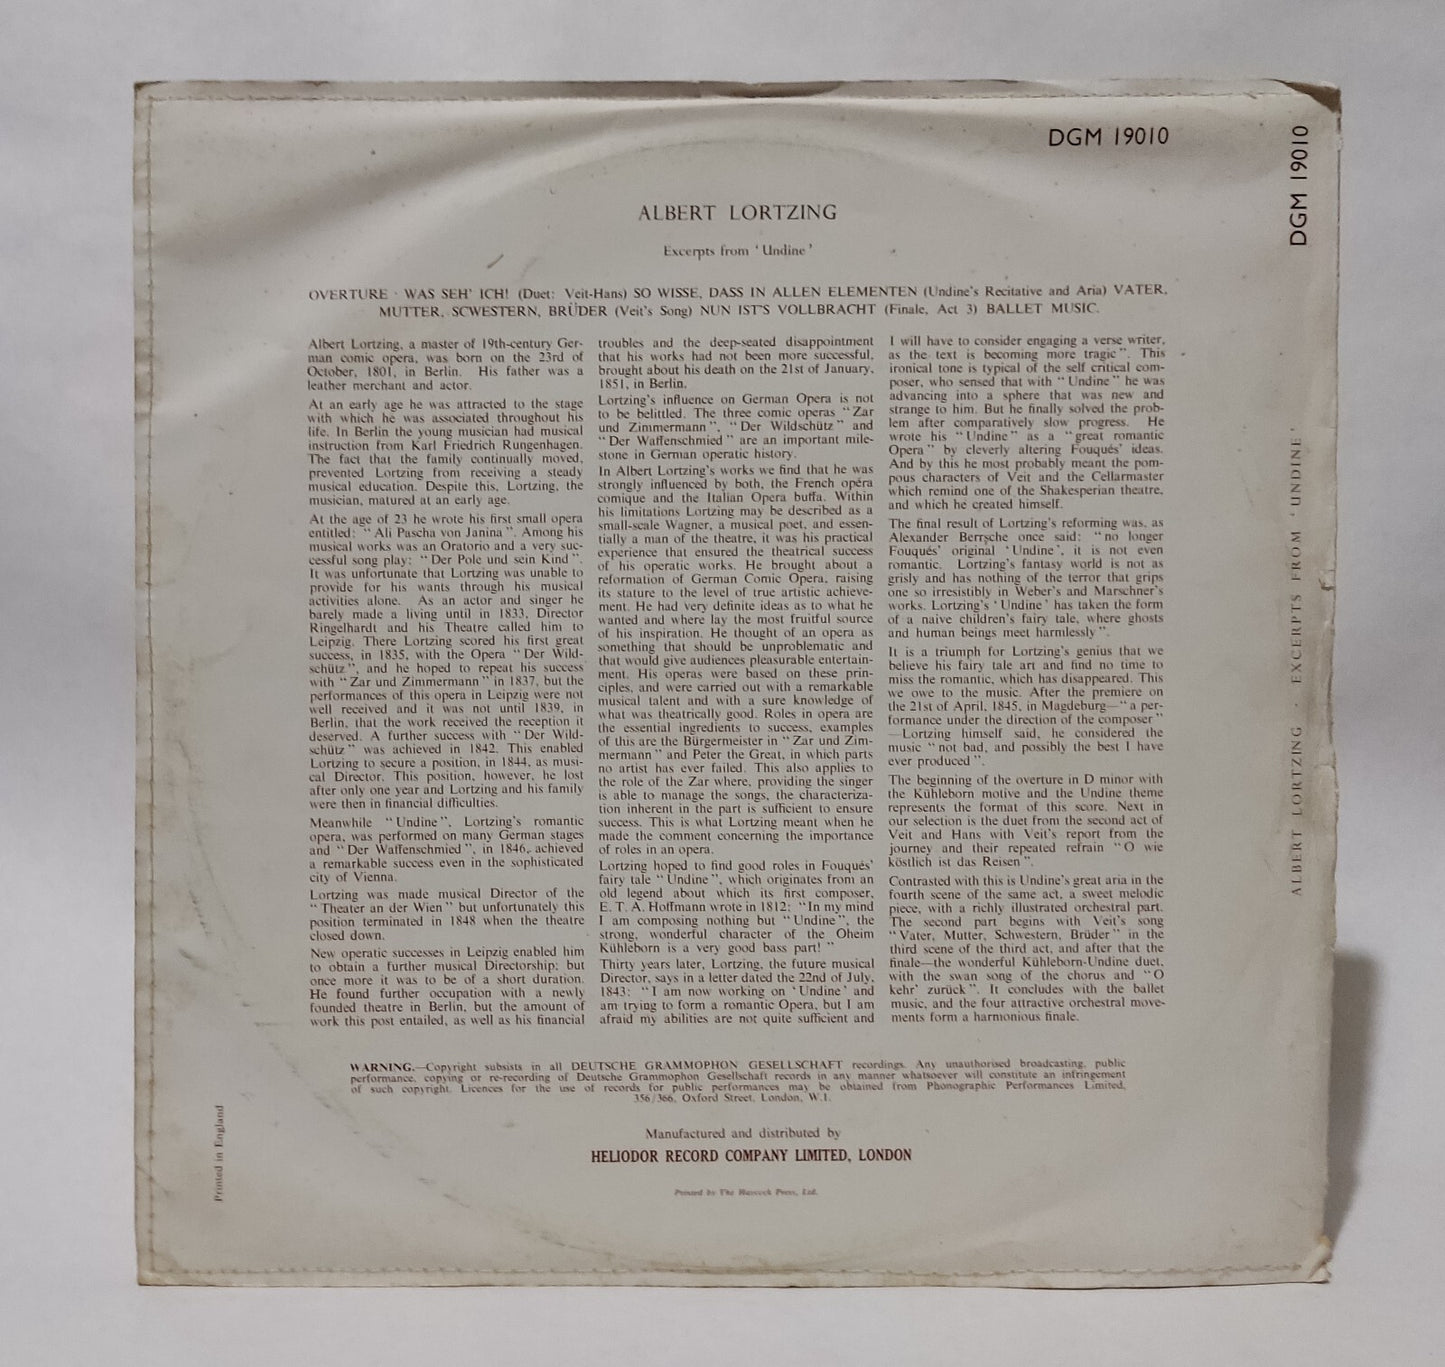 DGM 19010
ALBERT LORTZING
Excerpts from ‘ Undine ’
OVERTURE · WAS SEH’ ICH! (Duet: Veit-Hans) SO WISSE, DASS IN ALLEN ELEMENTEN (Undine’s Recitative and Aria) VATER,
MUTTER, SCWESTERN, BRÜDER (Veit’s Song) NUN IST’S VOLLBRACHT (Finale, Act 3) BALLET MUSIC.
Albert Lortzing, a master of 19th-century Ger-
man comic opera, was born on the 23rd of
October, 1801, in Berlin. His father was a
leather merchant and actor.
At an early age he was attracted to the stage
with which he was associated throughout his
life. In Berlin the young musician had musical
instruction from Karl Friedrich Rungenhagen.
The fact that the family continually moved,
prevented Lortzing from receiving a steady
musical education. Despite this, Lortzing, the
musician, matured at an early age.
At the age of 23 he wrote his first small opera
entitled: “ Ali Pascha von Janina ”. Among his
musical works was an Oratorio and a very suc-
cessful song play: “ Der Pole und sein Kind ”.
It was unfortunate that Lortzing was unable to
provide for his wants through his musical
activities alone. As an actor and singer he
barely made a living until in 1833, Director
Ringelhardt and his Theatre called him to
Leipzig. There Lortzing scored his first great
success, in 1835, with the Opera “ Der Wild-
schütz ”, and he hoped to repeat his success
with “ Zar und Zimmermann ” in 1837, but the
performances of this opera in Leipzig were not
well received and it was not until 1839, in
Berlin, that the work received the reception it
deserved. A further success with “ Der Wild-
schütz ” was achieved in 1842. This enabled
Lortzing to secure a position, in 1844, as musi-
cal Director. This position, however, he lost
after only one year and Lortzing and his family
were then in financial difficulties.
Meanwhile “ Undine ”, Lortzing’s romantic
opera, was performed on many German stages
and “ Der Waffenschmied ”, in 1846, achieved
a remarkable success even in the sophisticated
city of Vienna.
Lortzing was made musical Director of the
“ Theater an der Wien ” but unfortunately this
position terminated in 1848 when the theatre
closed down.
New operatic successes in Leipzig enabled him
to obtain a further musical Directorship; but
once more it was to be of a short duration.
He found further occupation with a newly
founded theatre in Berlin, but the amount of
work this post entailed, as well as his financial
troubles and the deep-seated disappointment
that his works had not been more successful,
brought about his death on the 21st of January,
1851, in Berlin.
Lortzing’s influence on German Opera is not
to be belittled. The three comic operas “ Zar
und Zimmermann ”, “ Der Wildschütz ” and
“ Der Waffenschmied ” are an important mile-
stone in German operatic history.
In Albert Lortzing’s works we find that he was
strongly influenced by both, the French opéra
comique and the Italian Opera buffa. Within
his limitations Lortzing may be described as a
small-scale Wagner, a musical poet, and essen-
tially a man of the theatre, it was his practical
experience that ensured the theatrical success
of his operatic works. He brought about a
reformation of German Comic Opera, raising
its stature to the level of true artistic achieve-
ment. He had very definite ideas as to what he
wanted and where lay the most fruitful source
of his inspiration. He thought of an opera as
something that should be unproblematic and
that would give audiences pleasurable entertain-
ment. His operas were based on these prin-
ciples, and were carried out with a remarkable
musical talent and with a sure knowledge of
what was theatrically good. Roles in opera are
the essential ingredients to success, examples
of this are the Bürgermeister in “ Zar und Zim-
mermann ” and Peter the Great, in which parts
no artist has ever failed. This also applies to
the role of the Zar where, providing the singer
is able to manage the songs, the characteriza-
tion inherent in the part is sufficient to ensure
success. This is what Lortzing meant when he
made the comment concerning the importance
of roles in an opera.
Lortzing hoped to find good roles in Fouqués’
fairy tale “ Undine ”, which originates from an
old legend about which its first composer,
E. T. A. Hoffmann wrote in 1812: “ In my mind
I am composing nothing but “ Undine ”, the
strong, wonderful character of the Oheim
Kühleborn is a very good bass part! ”
Thirty years later, Lortzing, the future musical
Director, says in a letter dated the 22nd of July,
1843: “ I am now working on ‘ Undine ’ and
am trying to form a romantic Opera, but I am
afraid my abilities are not quite sufficient and
I will have to consider engaging a verse writer,
as the text is becoming more tragic ”. This
ironical tone is typical of the self critical com-
poser, who sensed that with “ Undine ” he was
advancing into a sphere that was new and
strange to him. But he finally solved the prob-
lem after comparatively slow progress. He
wrote his “ Undine ” as a “ great romantic
Opera ” by cleverly altering Fouqués’ ideas.
And by this he most probably meant the pom-
pous characters of Veit and the Cellarmaster
which remind one of the Shakesperian theatre,
and which he created himself.
The final result of Lortzing’s reforming was, as
Alexander Berrsche once said: “ no longer
Fouqués’ original ‘ Undine ’, it is not even
romantic. Lortzing’s fantasy world is not as
grisly and has nothing of the terror that grips
one so irresistibly in Weber’s and Marschner’s
works. Lortzing’s ‘ Undine ’ has taken the form
of a naive children’s fairy tale, where ghosts
and human beings meet harmlessly ”.
It is a triumph for Lortzing’s genius that we
believe his fairy tale art and find no time to
miss the romantic, which has disappeared. This
we owe to the music. After the premiere on
the 21st of April, 1845, in Magdeburg—“ a per-
formance under the direction of the composer ”
—Lortzing himself said, he considered the
music “ not bad, and possibly the best I have
ever produced ”.
The beginning of the overture in D minor with
the Kühleborn motive and the Undine theme
represents the format of this score. Next in
our selection is the duet from the second act of
Veit and Hans with Veit’s report from the
journey and their repeated refrain “ O wie
köstlich ist das Reisen ”.
Contrasted with this is Undine’s great aria in the
fourth scene of the same act, a sweet melodic
piece, with a richly illustrated orchestral part.
The second part begins with Veit’s song
“ Vater, Mutter, Schwestern, Brüder ” in the
third scene of the third act, and after that the
finale—the wonderful Kühleborn-Undine duet,
with the swan song of the chorus and “ O
kehr’ zurück ”. It concludes with the ballet
music, and the four attractive orchestral move-
ments form a harmonious finale.
WARNING.—Copyright subsists in all DEUTSCHE GRAMMOPHON GESELLSCHAFT recordings. Any unauthorised broadcasting, public
performance, copying or re-recording of Deutsche Grammophon Gesellschaft records in any manner whatsoever will constitute an infringement
of such copyright. Licences for the use of records for public performances may be obtained from Phonographic Performances Limited,
356/366, Oxford Street, London, W.1.
Manufactured and distributed by
HELIODOR RECORD COMPANY LIMITED, LONDON
Printed by The Hassock Press, Ltd.
Printed in England
DGM 19010
ALBERT LORTZING · EXCERPTS FROM ‘ UNDINE ’